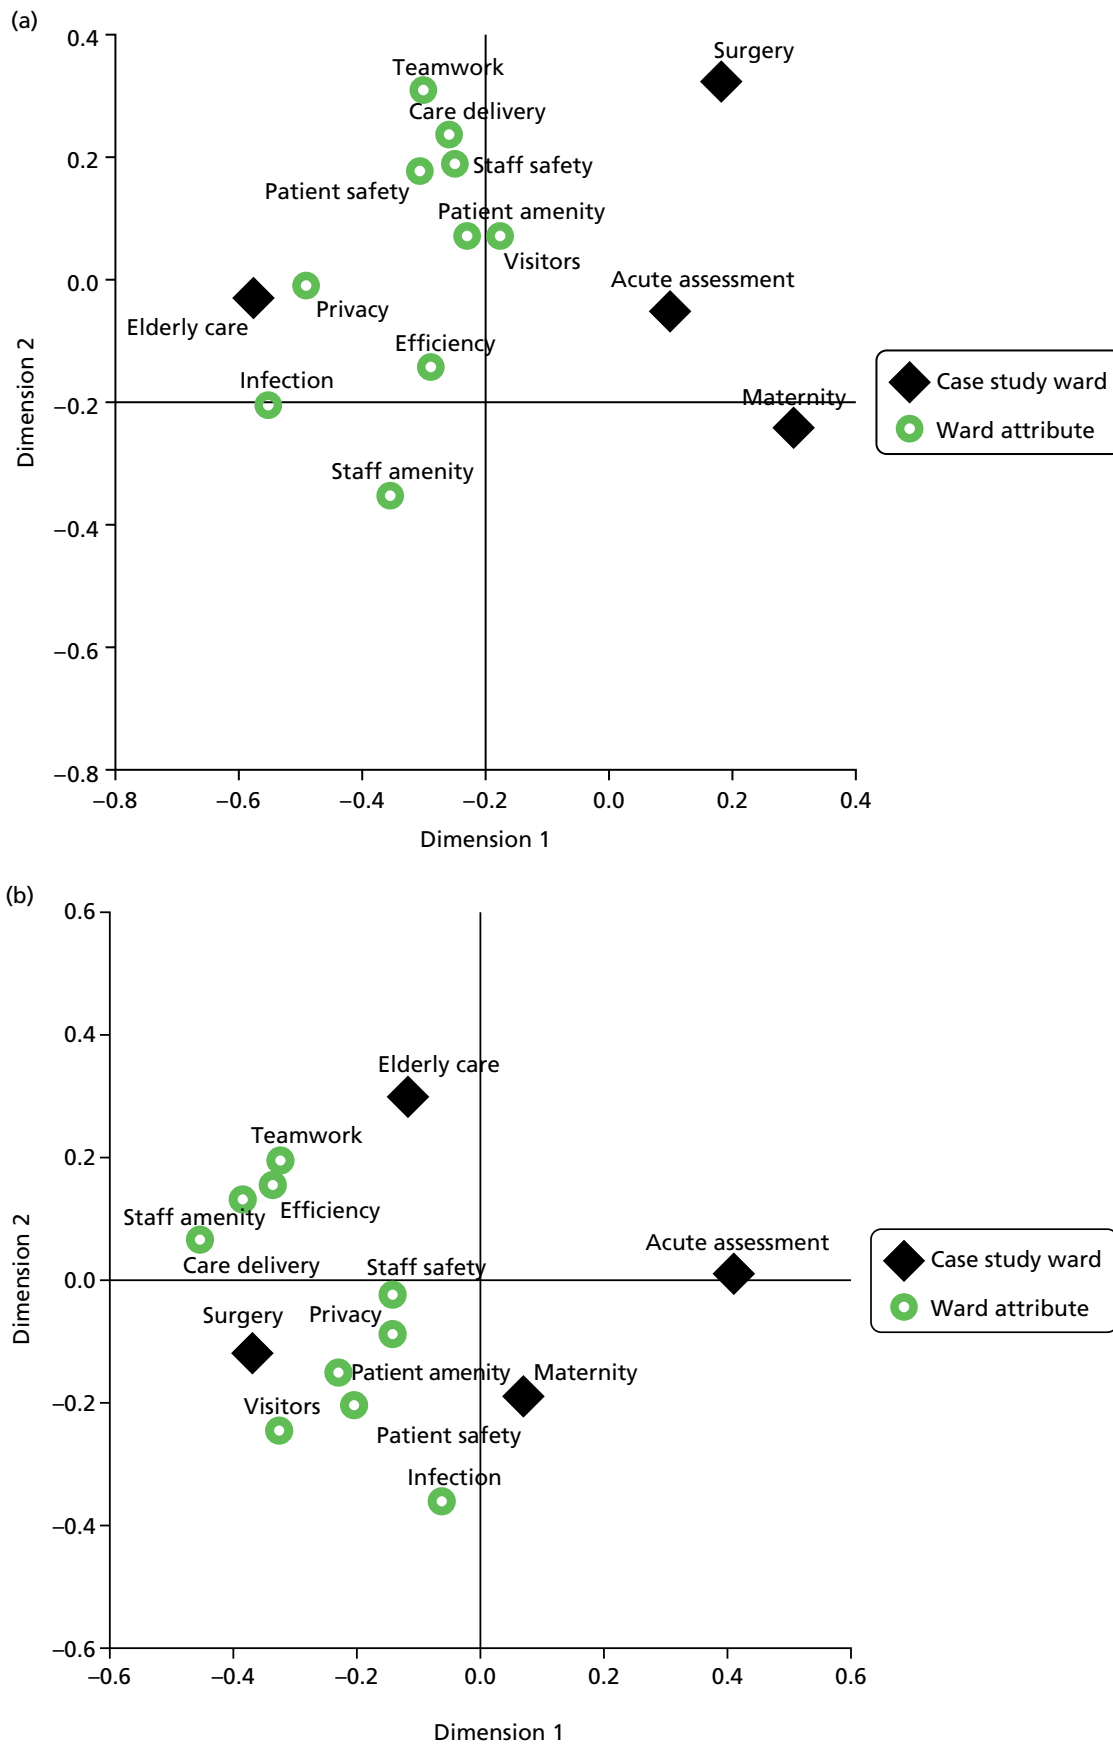 (a)
0.4
Surgery
Teamwork
Care delivery
0.2
Staff safety
Patient safety
Patient amenity
Visitors
0.0
Acute assessment
Privacy
Elderly care
Efficiency
Dimension 2
Infection
Case study ward
Maternity
–0.2
Ward attribute
Staff amenity
–0.4
–0.6
–0.8
–0.8 –0.6 –0.4 –0.2 0.0 0.2 0.4
Dimension 1
(b)
0.6
0.4
Elderly care
Teamwork
0.2
Efficiency
Staff amenity
Dimension 2
Acute assessment
Case study ward
Care delivery
Staff safety
0.0
Surgery
Privacy
Ward attribute
Patient amenity
Maternity
–0.2
Visitors
Patient safety
Infection
–0.4
–0.6
–0.6 –0.4 –0.2 0.0 0.2 0.4 0.6
Dimension 1